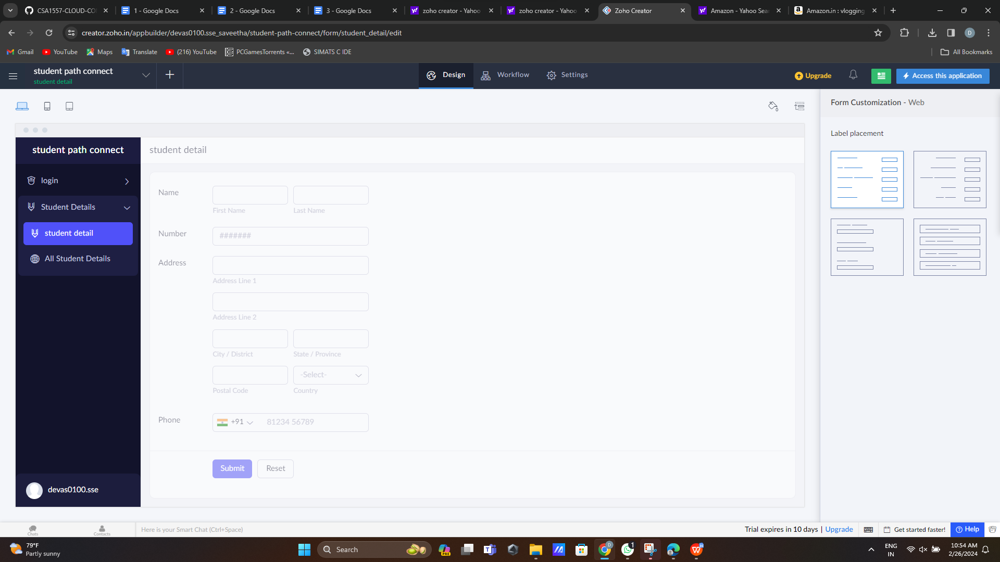 CSA1557-CLOUD-CO
1 - Google Docs
2 - Google Docs
3 - Google Docs
zoho creator - Yahoo
zoho creator - Yahoo
Zoho Creator
Amazon - Yahoo Sea
Amazon.in : vlogging
creator.zoho.in/appbuilder/devas0100.sse_saveetha/student-path-connect/form/student_detail/edit
D
Gmail
YouTube
Maps
Translate
(216) YouTube
PCGamesTorrents «...
SIMATS C IDE
All Bookmarks
student path connect
student detail
Design
Workflow
Settings
Upgrade
Access this application
Form Customization - Web
Label placement
student path connect
student detail
login
Student Details
student detail
All Student Details
Name
First Name
Last Name
Number
#######
Address
Address Line 1
Address Line 2
City / District
State / Province
-Select-
Postal Code
Country
Phone
+91
81234 56789
Submit
Reset
devas0100.sse
Chats
Contacts
Here is your Smart Chat (Ctrl+Space)
Trial expires in 10 days | Upgrade
Get started faster!
Help
79°F
Partly sunny
Search
PRE
D
1
ENG
IN
10:54 AM
2/26/2024